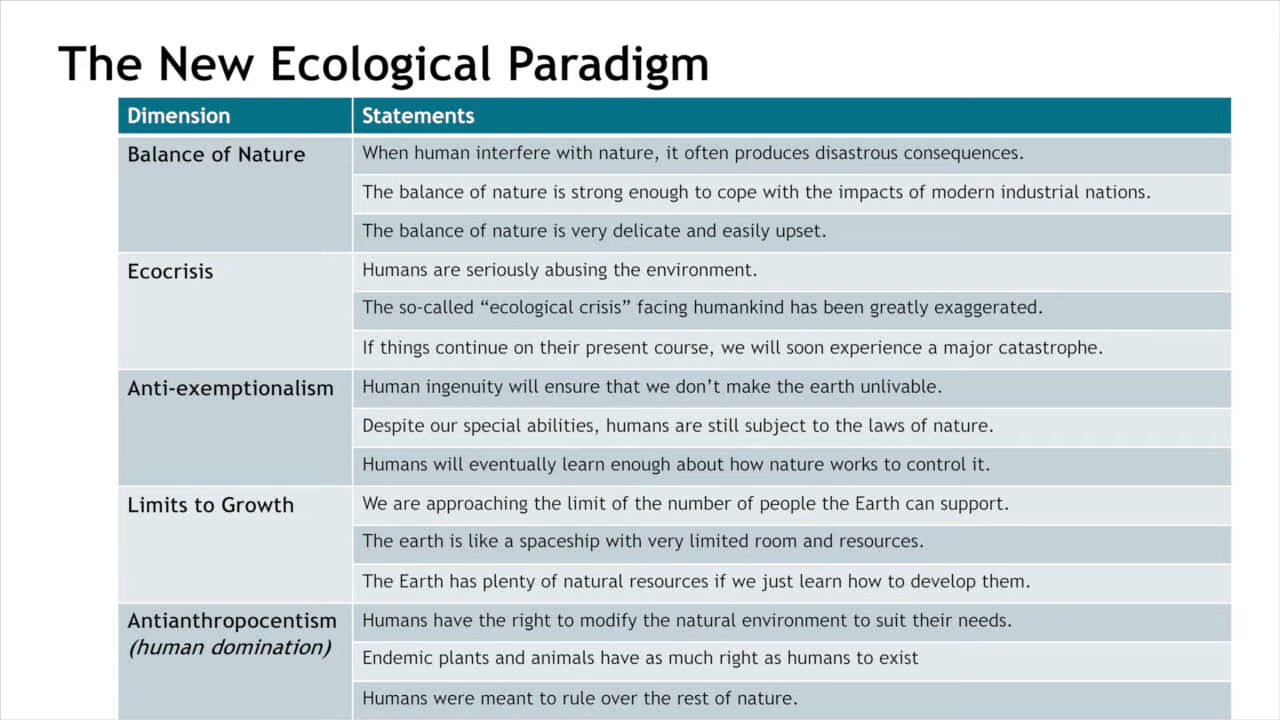 The New Ecological Paradigm
Dimension Statements
Balance of Nature When human interfere with nature, it often produces disastrous consequences.
The balance of nature is strong enough to cope with the impacts of modern industrial nations.
The balance of nature is very delicate and easily upset.
Ecocrisis Humans are seriously abusing the environment.
The so-called “ecological crisis” facing humankind has been greatly exaggerated.
If things continue on their present course, we will soon experience a major catastrophe.
Anti-exemptionalism Human ingenuity will ensure that we don’t make the earth unlivable.
Despite our special abilities, humans are still subject to the laws of nature.
Humans will eventually learn enough about how nature works to control it.
Limits to Growth We are approaching the limit of the number of people the Earth can support.
The earth is like a spaceship with very limited room and resources.
The Earth has plenty of natural resources if we just learn how to develop them.
Antianthropocentism Humans have the right to modify the natural environment to suit their needs.
(human domination) Endemic plants and animals have as much right as humans to exist
Humans were meant to rule over the rest of nature.